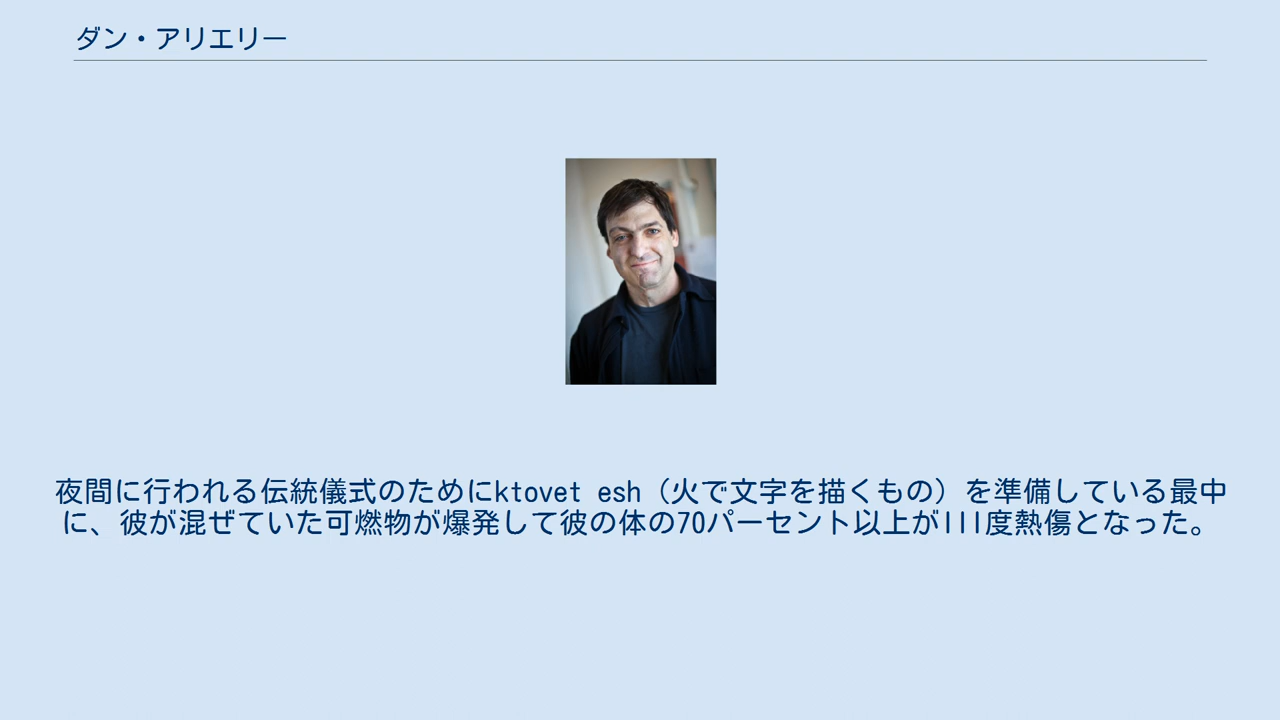 ダン・アリエリー
夜間に行われる伝統儀式のためにktovet esh（火で文字を描くもの）を準備している最中
に、彼が混ぜていた可燃物が爆発して彼の体の70パーセント以上がIII度熱傷となった。